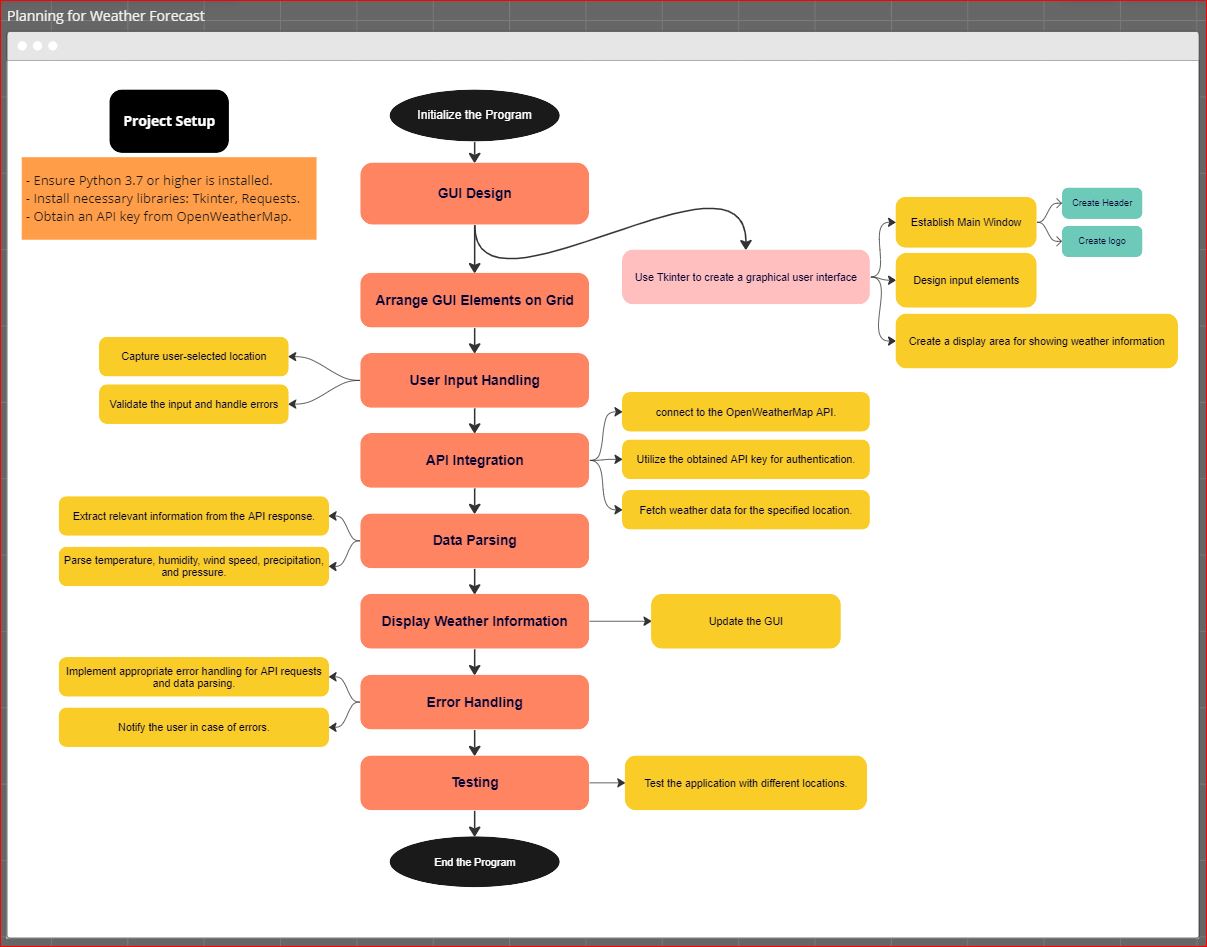 Planning for Weather Forecast
Project Setup
- Ensure Python 3.7 or higher is installed.
- Install necessary libraries: Tkinter, Requests.
- Obtain an API key from OpenWeatherMap.
Initialize the Program
GUI Design
Use Tkinter to create a graphical user interface
Establish Main Window
Create Header
Create logo
Design input elements
Create a display area for showing weather information
Arrange GUI Elements on Grid
User Input Handling
Capture user-selected location
Validate the input and handle errors
API Integration
connect to the OpenWeatherMap API.
Utilize the obtained API key for authentication.
Fetch weather data for the specified location.
Data Parsing
Extract relevant information from the API response.
Parse temperature, humidity, wind speed, precipitation,
and pressure.
Display Weather Information
Update the GUI
Error Handling
Implement appropriate error handling for API requests
and data parsing.
Notify the user in case of errors.
Testing
Test the application with different locations.
End the Program